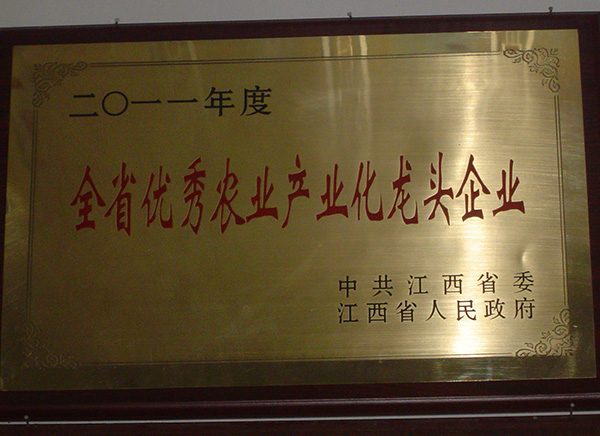 二〇一一年度
全省优秀农业产业化龙头企业
中共江西省委
江西省人民政府